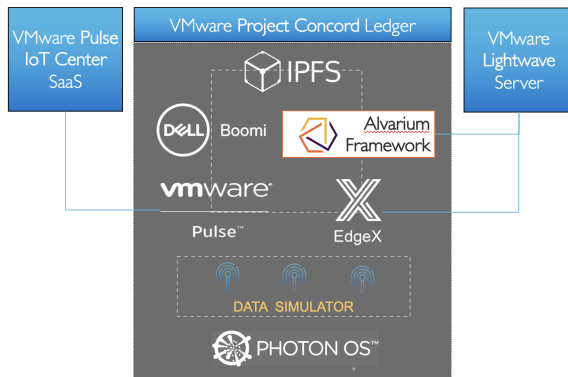 VMware Pulse
IoT Center
SaaS
VMware Project Concord Ledger
VMware
Lightwave
Server
IPFS
DELL Boomi
Alvarium
Framework
vmware®
Pulse™
EdgeX
DATA SIMULATOR
PHOTON OS™